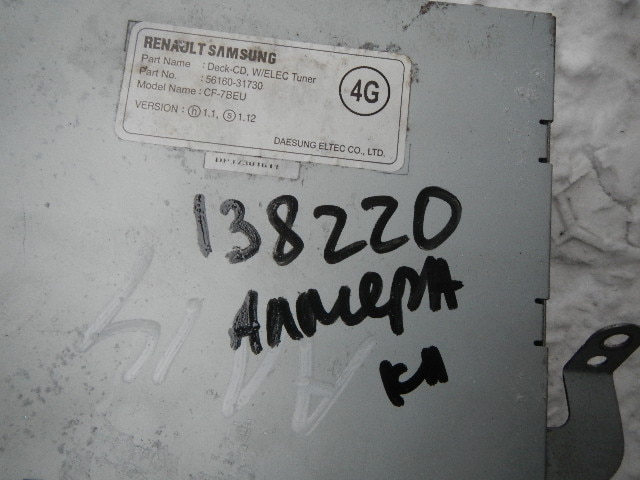 RENAULT SAMSUNG
Part Name : Deck-CD, W/ELEC Tuner
Part No. : 56160-31730
Model Name : CF-7BEU
4G
VERSION : ⓗ 1.1, ⓢ 1.12
DAESUNG ELTEC CO., LTD.
138220
Алмера
кл